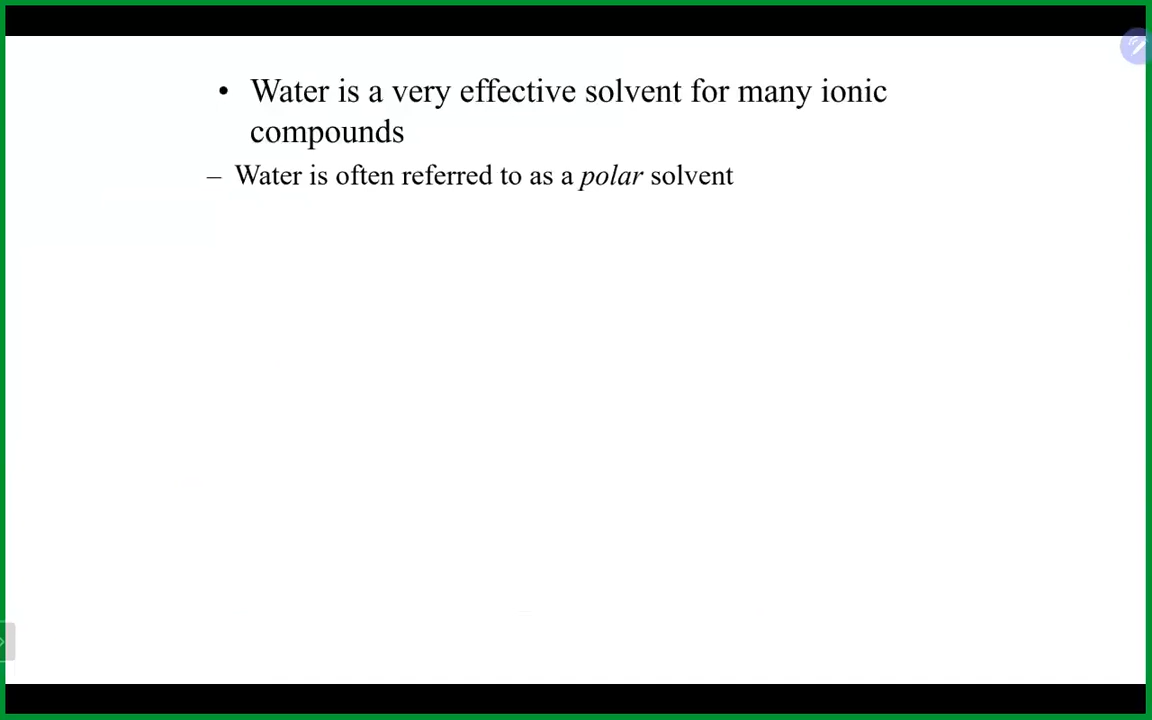 • Water is a very effective solvent for many ionic
compounds
– Water is often referred to as a polar solvent